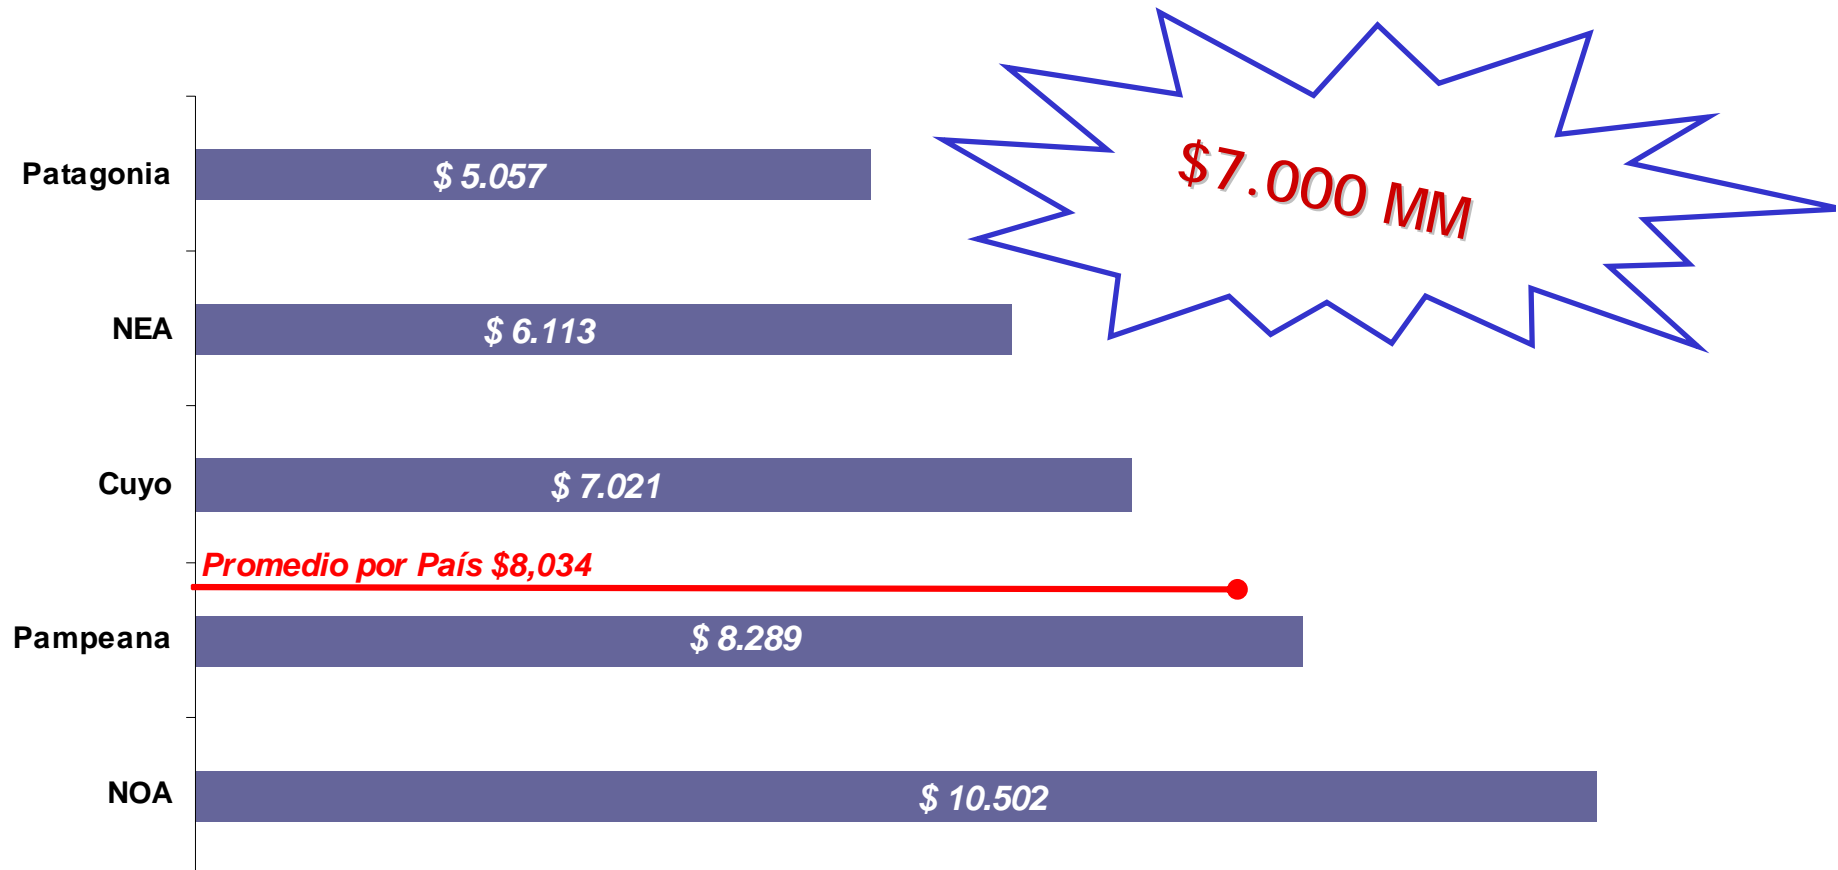 $7.000 MM
Patagonia
$ 5.057
NEA
$ 6.113
Cuyo
$ 7.021
Promedio por País $8,034
Pampeana
$ 8.289
NOA
$ 10.502